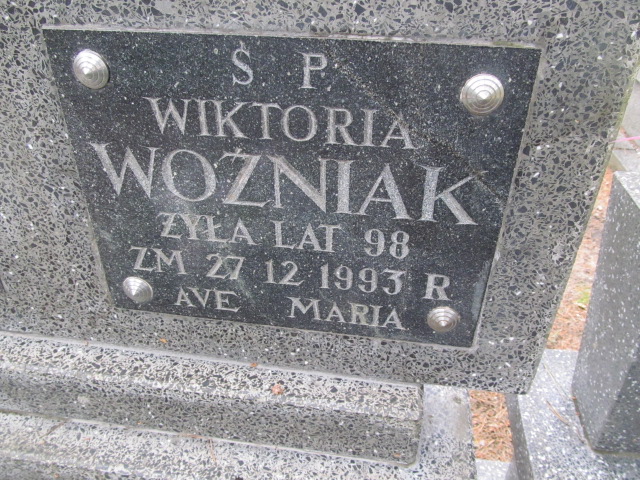 Ś P
WIKTORIA
WOŹNIAK
ŻYŁA LAT 98
ZM 27 12 1993 R
AVE MARIA